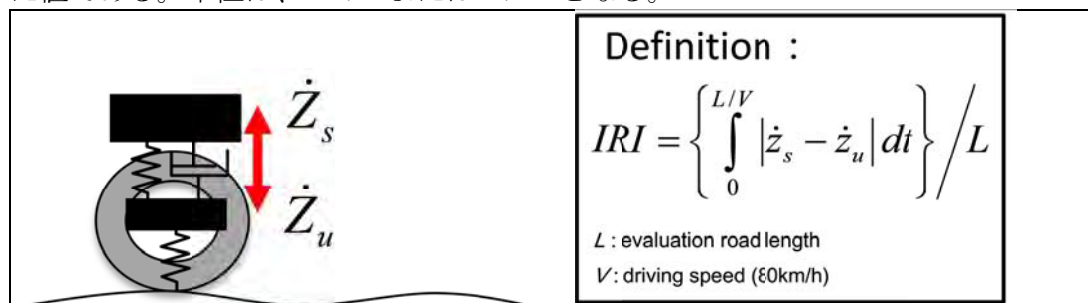 Ż_s
Ż_u
Definition :
IRI = { ∫_0^{L/V} |ż_s − ż_u| dt } / L
L : evaluation road length
V : driving speed (80km/h)